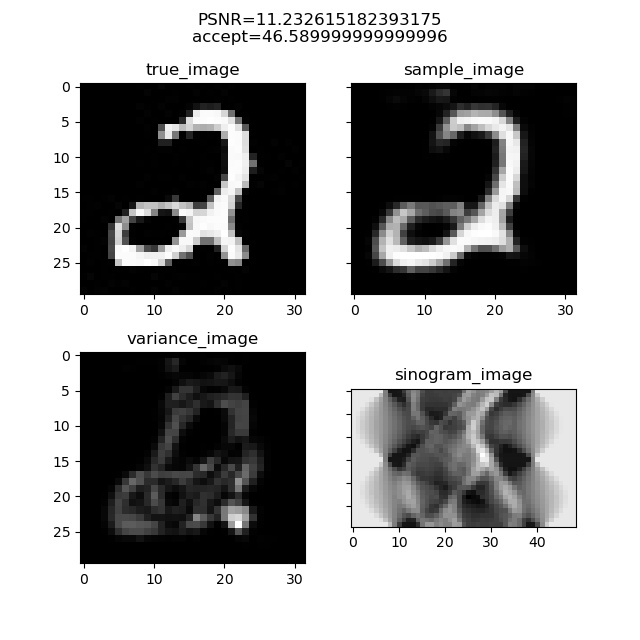 PSNR=11.232615182393175
accept=46.589999999999996
true_image
sample_image
0
5
10
15
20
25
0 10 20 30
0 10 20 30
variance_image
sinogram_image
0
5
10
15
20
25
0 10 20 30
0 10 20 30 40